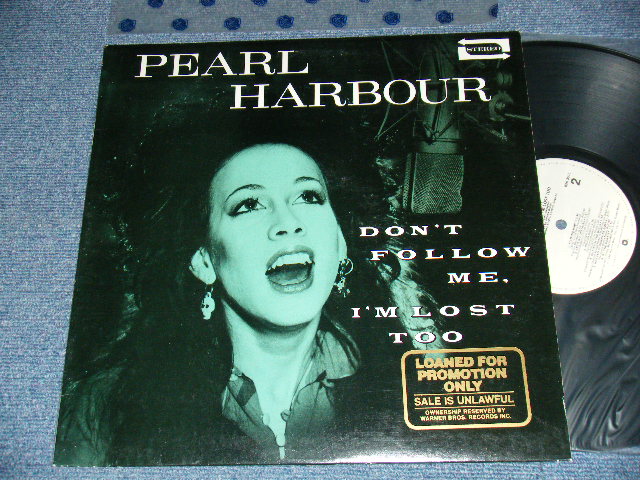 STEREO
PEARL
HARBOUR
DON'T
FOLLOW
ME,
I'M LOST
TOO
LOANED FOR
PROMOTION
ONLY
SALE IS UNLAWFUL
OWNERSHIP RESERVED BY
WARNER BROS. RECORDS INC.
2